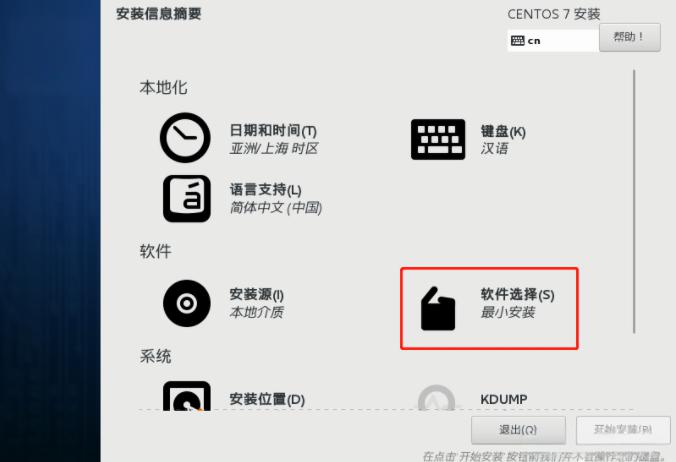 安装信息摘要
CENTOS 7 安装
cn
帮助！
本地化
日期和时间(T)
亚洲/上海 时区
键盘(K)
汉语
á
语言支持(L)
简体中文 (中国)
软件
安装源(I)
本地介质
软件选择(S)
最小安装
系统
安装位置(D)
KDUMP
退出(Q)
开始安装(B)
在点击'开始安装'按钮前我们并不会操作您的磁盘。